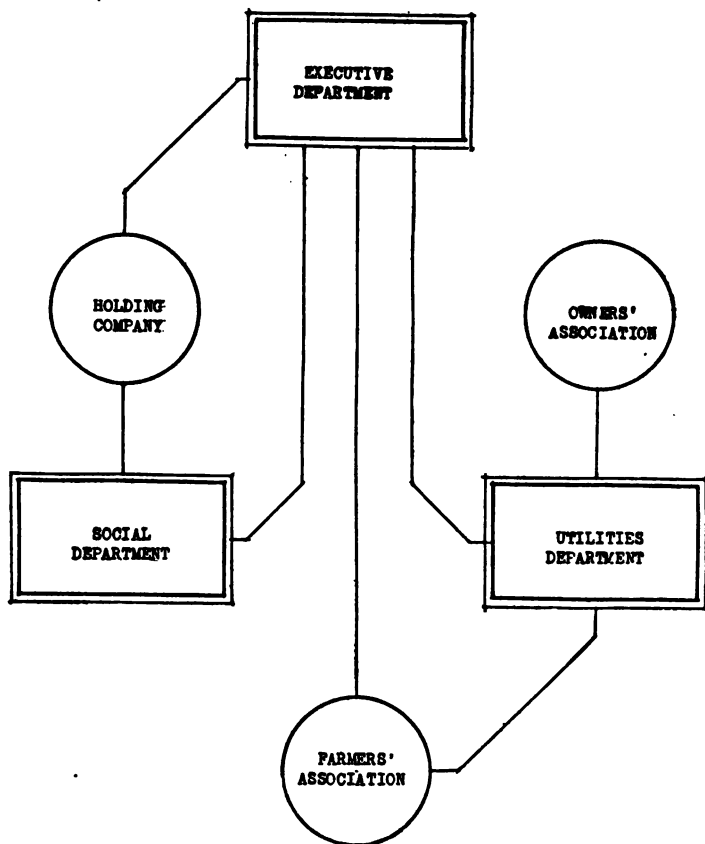 EXECUTIVE
DEPARTMENT
HOLDING
COMPANY
OWNERS'
ASSOCIATION
SOCIAL
DEPARTMENT
UTILITIES
DEPARTMENT
FARMERS'
ASSOCIATION